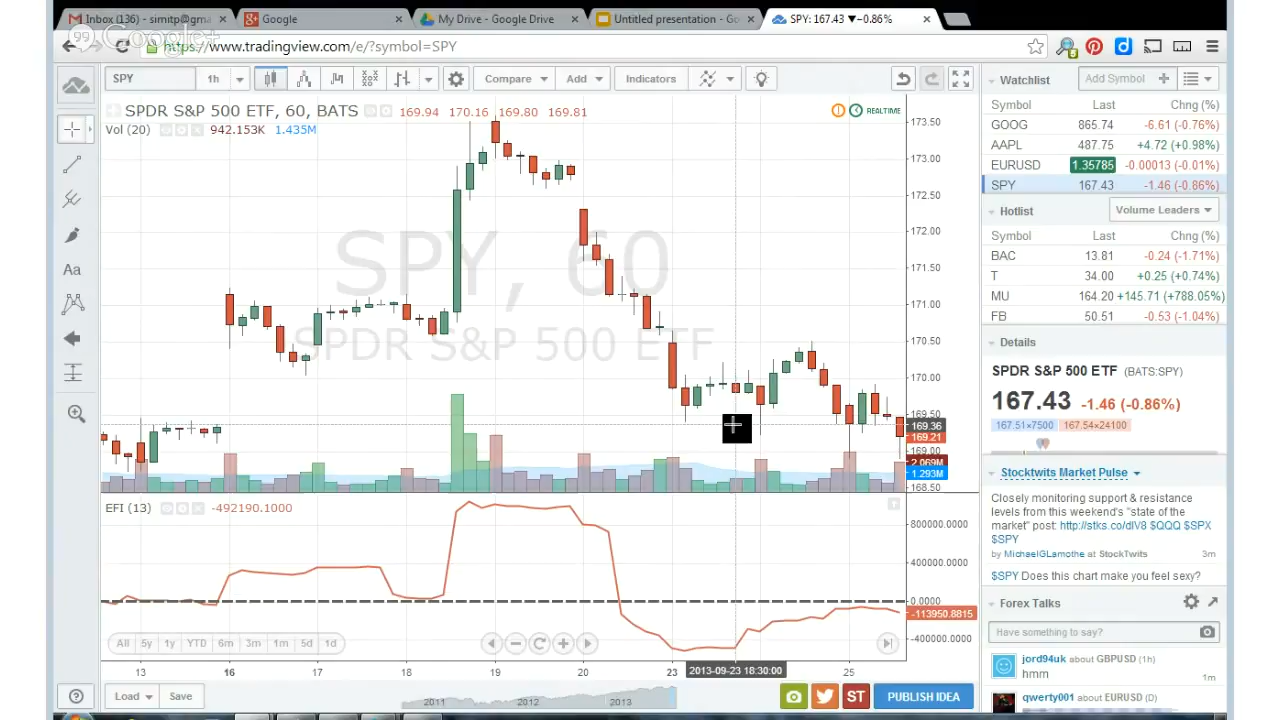 Inbox (136) - simitp@gma
Google
My Drive - Google Drive
Untitled presentation - Go
SPY: 167.43 ▼−0.86%
Google+
https://www.tradingview.com/e/?symbol=SPY
SPY
1h
Compare
Add
Indicators
SPDR S&P 500 ETF, 60, BATS
169.94 170.16 169.80 169.81
REALTIME
Vol (20)
942.153K 1.435M
SPY, 60
SPDR S&P 500 ETF
173.50
173.00
172.50
172.00
171.50
171.00
170.50
170.00
169.50
169.36
169.21
169.00
2.069M
1.293M
168.50
EFI (13)
-492190.1000
800000.0000
400000.0000
0.0000
-113950.8815
-400000.0000
All 5y 1y YTD 6m 3m 1m 5d 1d
13 16 17 18 19 20 23 2013-09-23 18:30:00 25
Load
Save
2011 2012 2013
ST
PUBLISH IDEA
Watchlist
Add Symbol
Symbol Last Chng (%)
GOOG 865.74 -6.61 (-0.76%)
AAPL 487.75 +4.72 (+0.98%)
EURUSD 1.35785 -0.00013 (-0.01%)
SPY 167.43 -1.46 (-0.86%)
Hotlist
Volume Leaders
Symbol Last Chng (%)
BAC 13.81 -0.24 (-1.71%)
T 34.00 +0.25 (+0.74%)
MU 164.20 +145.71 (+788.05%)
FB 50.51 -0.53 (-1.04%)
Details
SPDR S&P 500 ETF (BATS:SPY)
167.43 -1.46 (-0.86%)
167.51×7500 167.54×24100
Stocktwits Market Pulse
Closely monitoring support & resistance
levels from this weekend's "state of the
market" post: http://stks.co/dIV8 $QQQ $SPX
$SPY
by MichaelGLamothe at StockTwits 3m
$SPY Does this chart make you feel sexy?
Forex Talks
Have something to say?
jord94uk about GBPUSD (1h)
hmm
1m
qwerty001 about EURUSD (D)